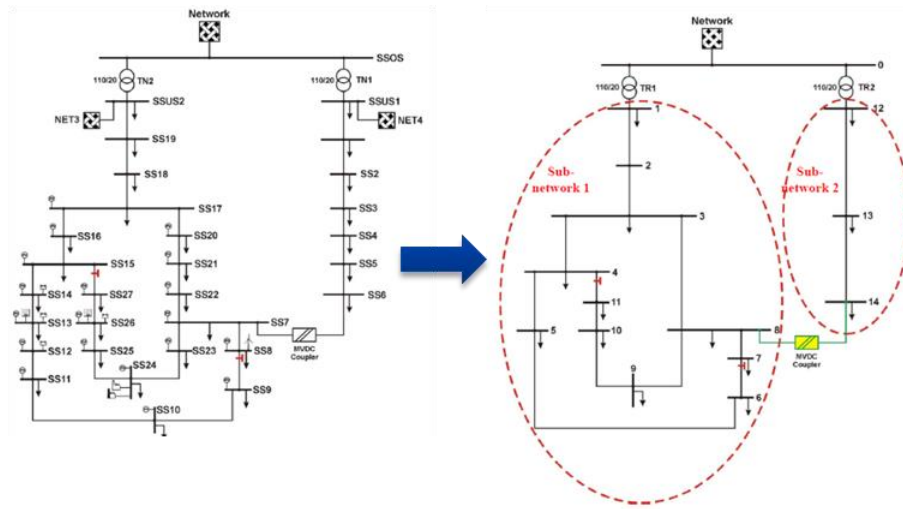 Network
SSOS
110/20
TN2
110/20
TN1
SSUS2
SSUS1
NET3
NET4
SS19
SS18
SS2
SS17
SS3
SS16
SS20
SS4
SS15
SS21
SS5
SS14
SS27
SS22
SS6
SS13
SS26
SS7
SS12
SS25
SS23
SS8
MVDC
Coupler
SS11
SS24
SS9
SS10
Network
0
110/20
TR1
110/20
TR2
1
12
2
Sub-
network 1
Sub-
network 2
3
13
4
11
14
5
10
8
7
MVDC
Coupler
9
6